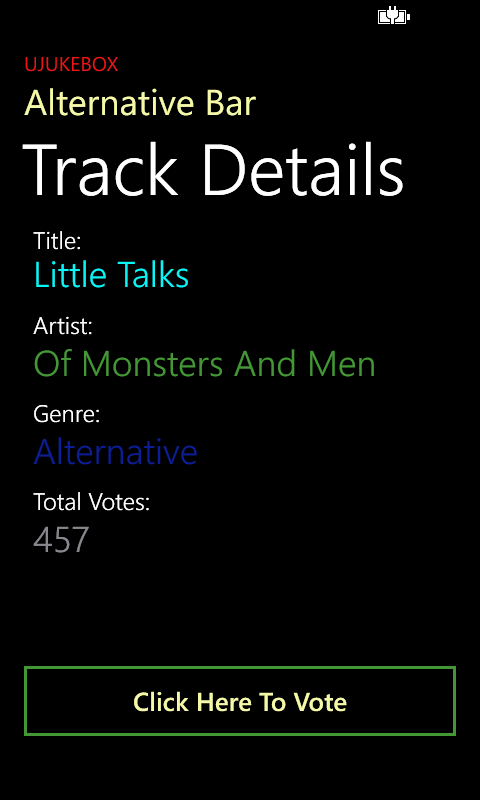 UJUKEBOX
Alternative Bar
Track Details
Title:
Little Talks
Artist:
Of Monsters And Men
Genre:
Alternative
Total Votes:
457
Click Here To Vote